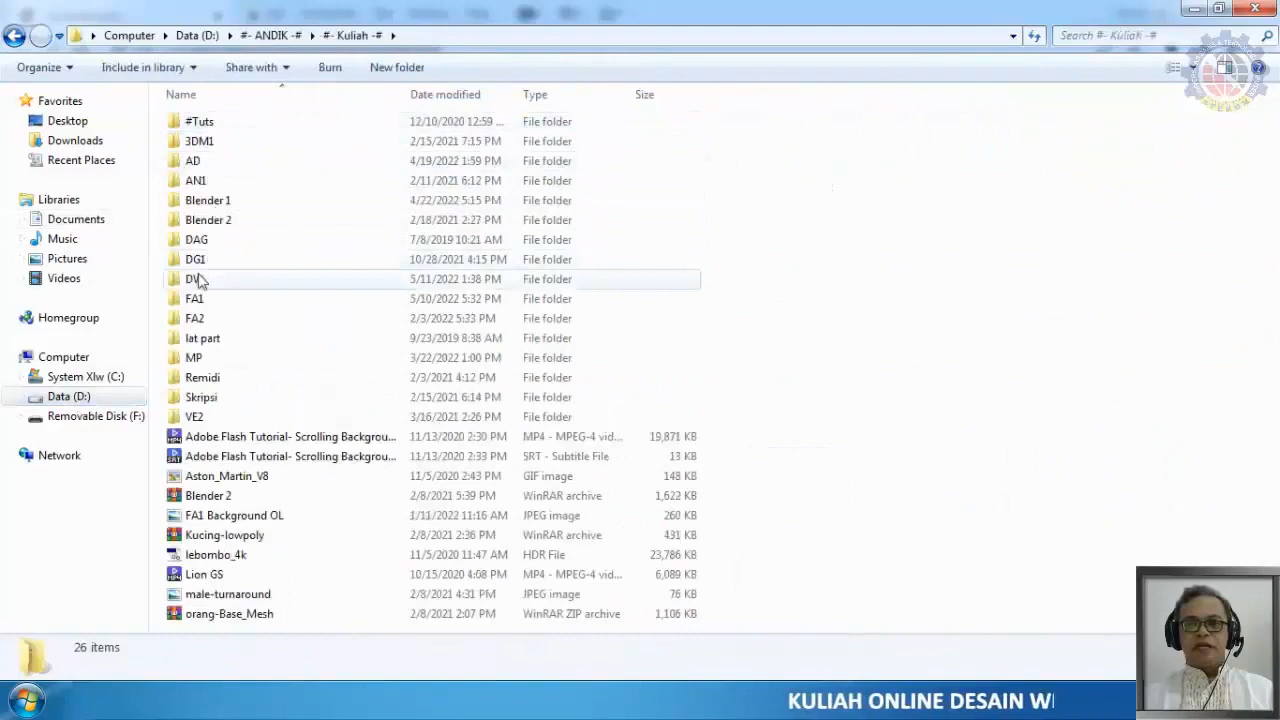 Computer Data (D:) #- ANDIK -# #- Kuliah -#
Search #- Kuliah -#
Organize Include in library Share with Burn New folder
Name Date modified Type Size
Favorites
Desktop
Downloads
Recent Places
Libraries
Documents
Music
Pictures
Videos
Homegroup
Computer
System Xlw (C:)
Data (D:)
Removable Disk (F:)
Network
#Tuts 12/10/2020 12:59 ... File folder
3DM1 2/15/2021 7:15 PM File folder
AD 4/19/2022 1:59 PM File folder
AN1 2/11/2021 6:12 PM File folder
Blender 1 4/22/2022 5:15 PM File folder
Blender 2 2/18/2021 2:27 PM File folder
DAG 7/8/2019 10:21 AM File folder
DG1 10/28/2021 4:15 PM File folder
5/11/2022 1:38 PM File folder
FA1 5/10/2022 5:32 PM File folder
FA2 2/3/2022 5:33 PM File folder
lat part 9/23/2019 8:38 AM File folder
MP 3/22/2022 1:00 PM File folder
Remidi 2/3/2021 4:12 PM File folder
Skripsi 2/15/2021 6:14 PM File folder
VE2 3/16/2021 2:26 PM File folder
Adobe Flash Tutorial- Scrolling Backgrou... 11/13/2020 2:30 PM MP4 - MPEG-4 vid... 19,871 KB
Adobe Flash Tutorial- Scrolling Backgrou... 11/13/2020 2:33 PM SRT - Subtitle File 13 KB
Aston_Martin_V8 11/5/2020 2:43 PM GIF image 148 KB
Blender 2 2/8/2021 5:39 PM WinRAR archive 1,622 KB
FA1 Background OL 1/11/2022 11:16 AM JPEG image 260 KB
Kucing-lowpoly 2/8/2021 2:36 PM WinRAR archive 431 KB
lebombo_4k 11/5/2020 11:47 AM HDR File 23,786 KB
Lion GS 10/15/2020 4:08 PM MP4 - MPEG-4 vid... 6,089 KB
male-turnaround 2/8/2021 4:31 PM JPEG image 76 KB
orang-Base_Mesh 2/8/2021 2:07 PM WinRAR ZIP archive 1,106 KB
26 items
KULIAH ONLINE DESAIN